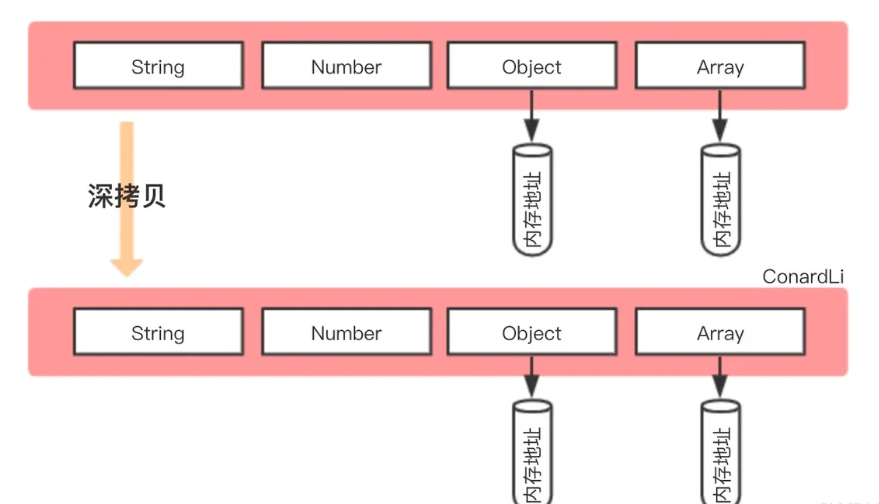 String
Number
Object
Array
内存地址
内存地址
深拷贝
ConardLi
String
Number
Object
Array
内存地址
内存地址